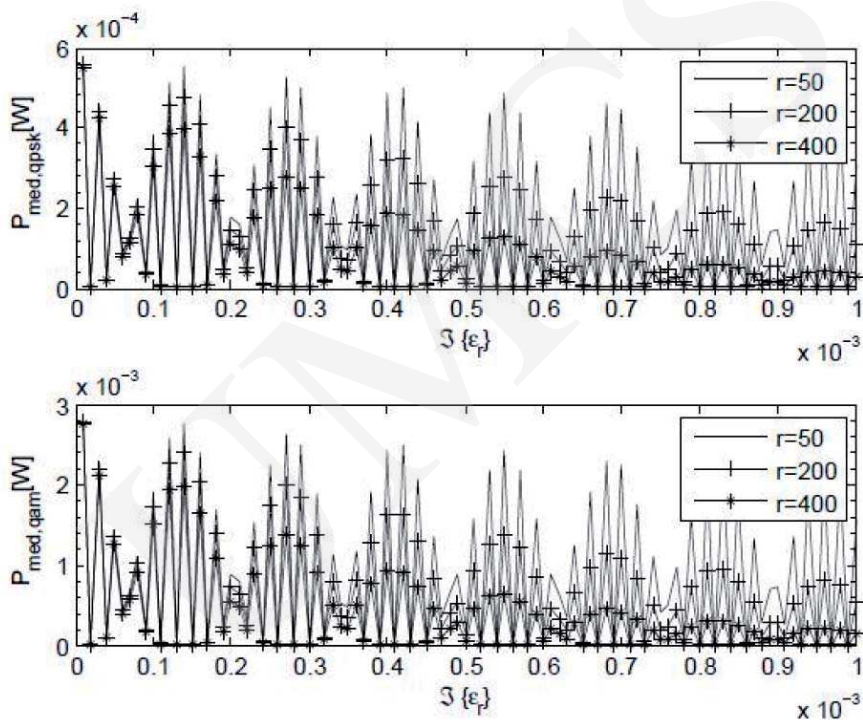 x 10⁻⁴
6
4
2
0
P_med,qpsk[W]
r=50
r=200
r=400
0 0.1 0.2 0.3 0.4 0.5 0.6 0.7 0.8 0.9 1
ℑ {ε_r}
x 10⁻³
x 10⁻³
3
2
1
0
P_med,qam[W]
r=50
r=200
r=400
0 0.1 0.2 0.3 0.4 0.5 0.6 0.7 0.8 0.9 1
ℑ {ε_r}
x 10⁻³
UMCS